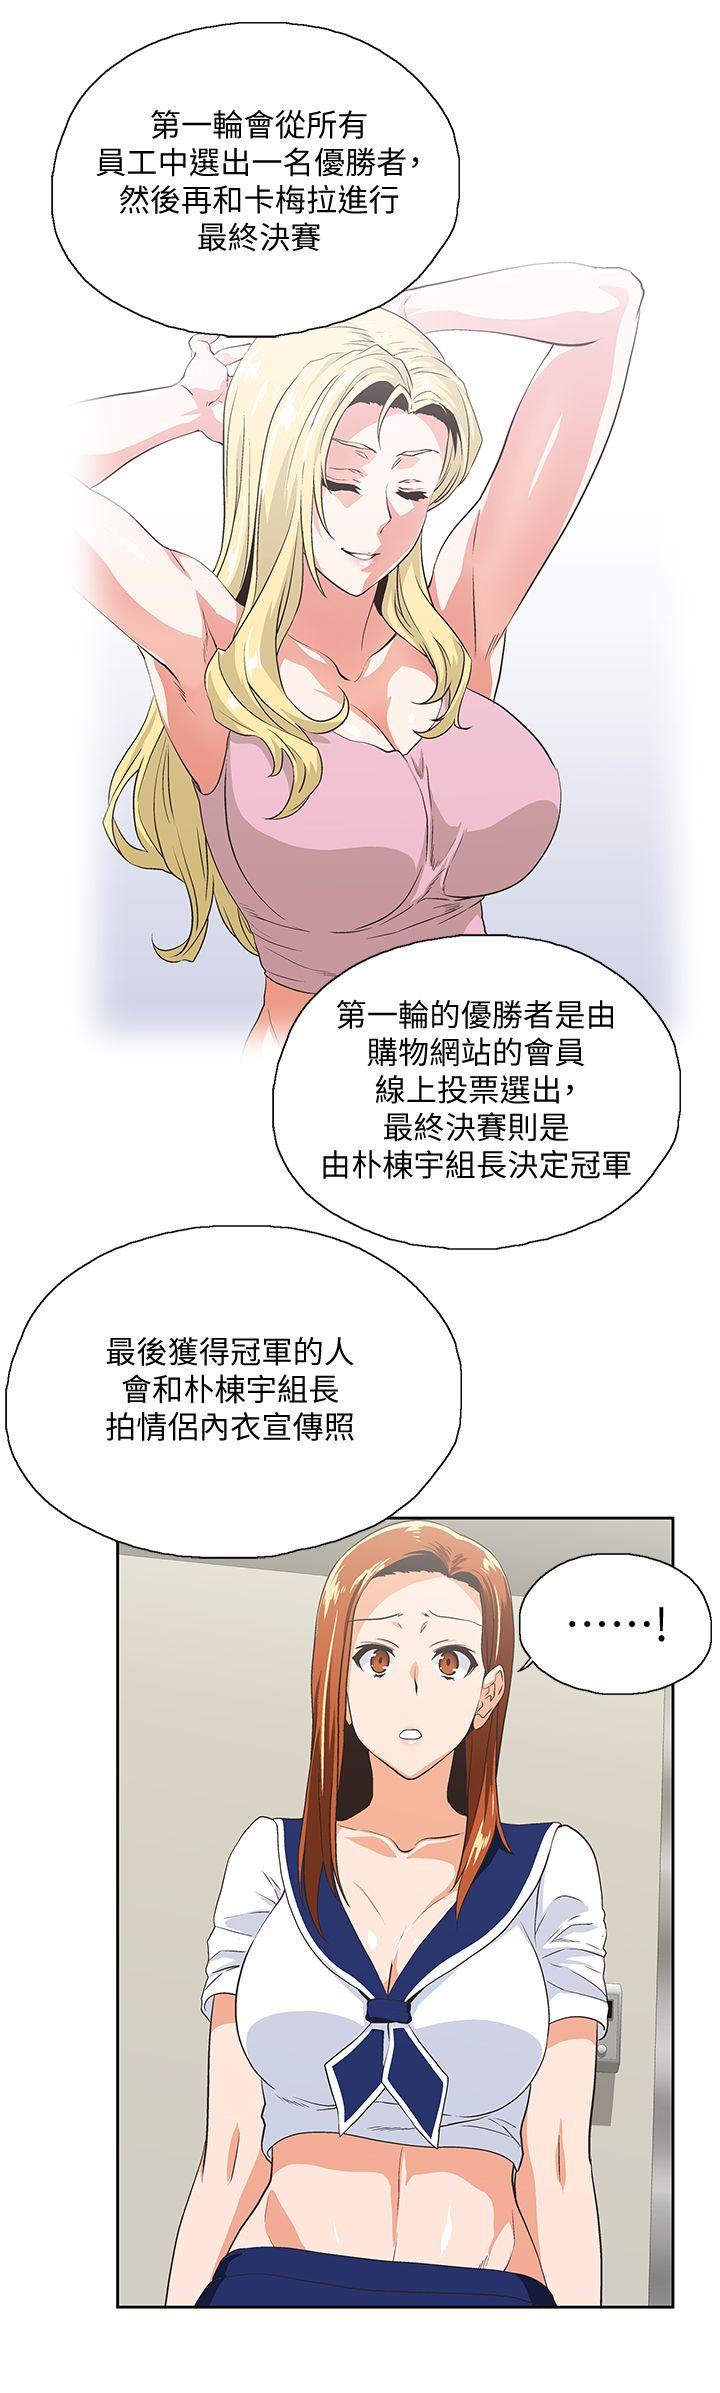 第一輪會從所有
員工中選出一名優勝者，
然後再和卡梅拉進行
最終決賽
第一輪的優勝者是由
購物網站的會員
線上投票選出，
最終決賽則是
由朴棟宇組長決定冠軍
最後獲得冠軍的人
會和朴棟宇組長
拍情侶內衣宣傳照
⋯⋯！